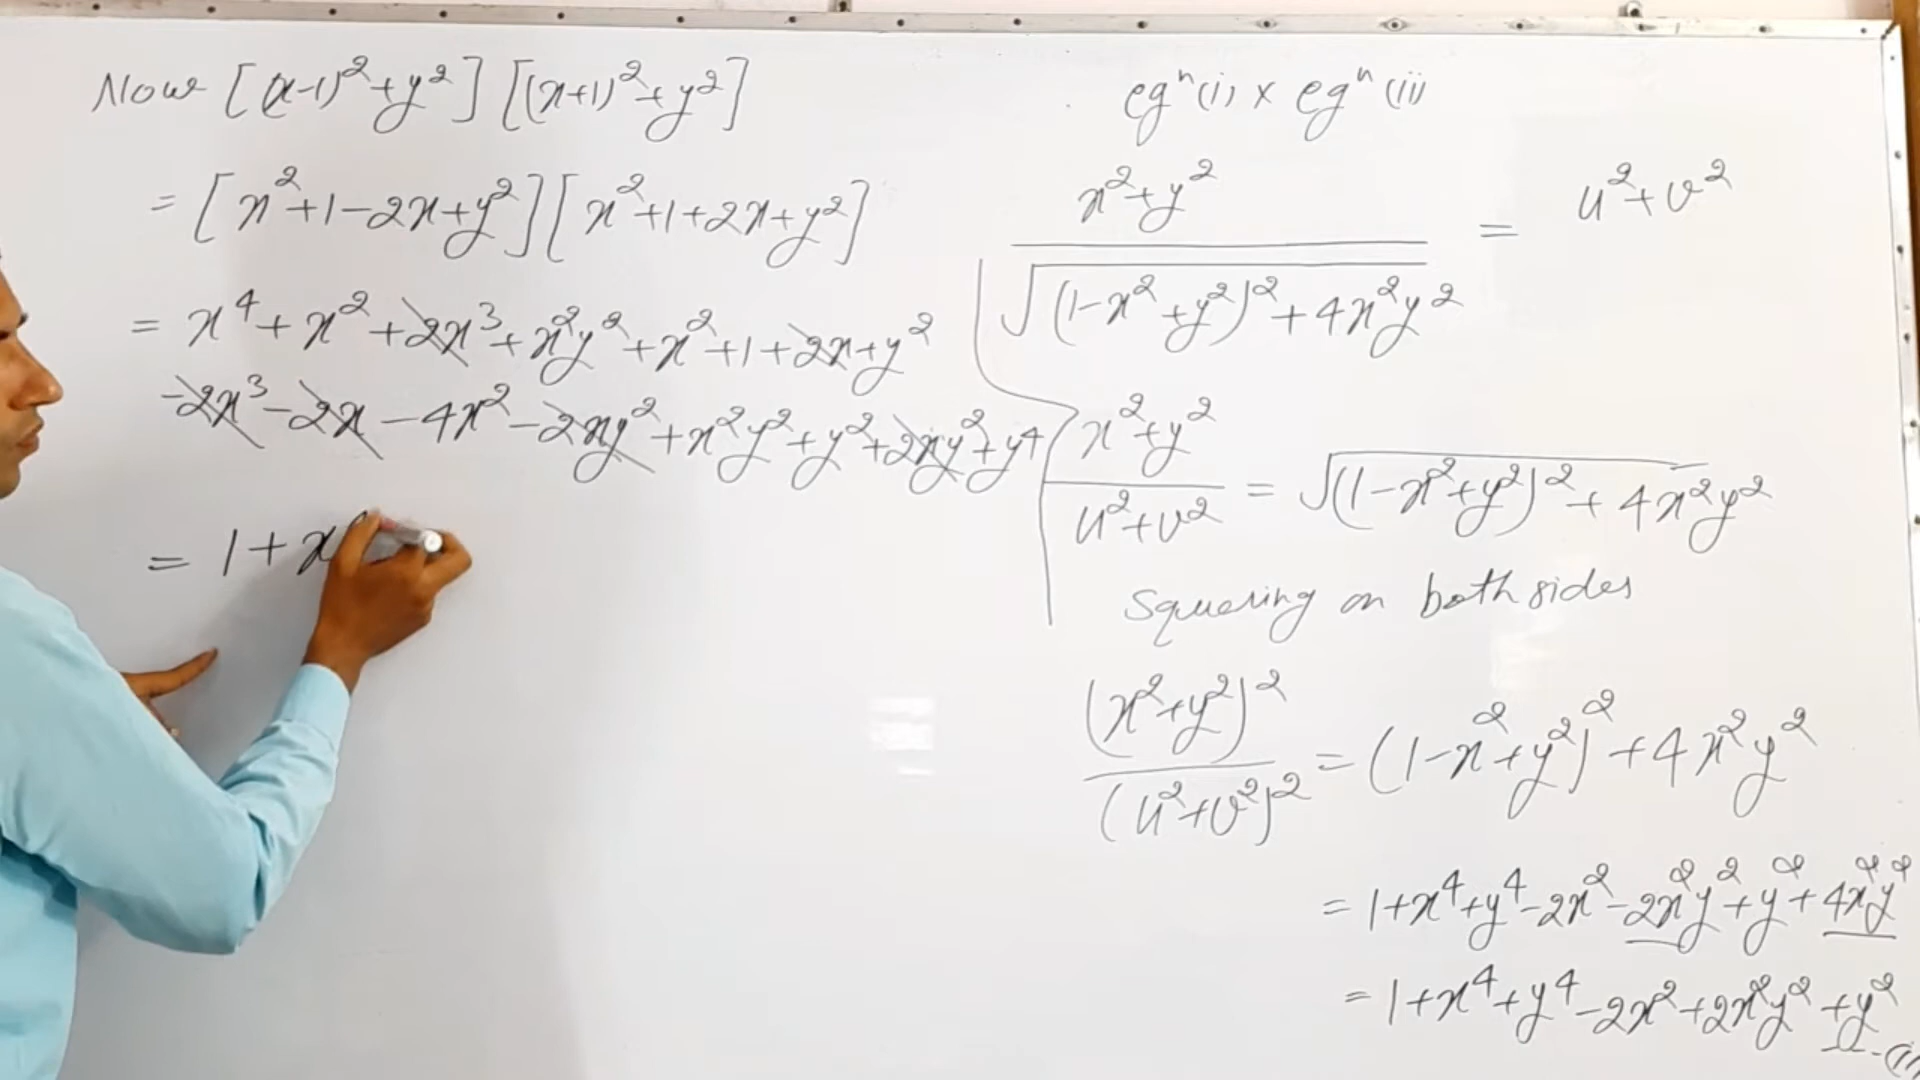 Now [(x-1)²+y²] [(x+1)²+y²]
= [x²+1-2x+y²][x²+1+2x+y²]
= x⁴+x²+2x³+x²y²+x²+1+2x+y²
-2x³-2x-4x²-2xy²+x²y²+y²+2xy²+y⁴
= 1+x
eqⁿ(i) x eqⁿ(ii)
x²+y² / √(1-x²+y²)²+4x²y² = u²+v²
x²+y² / u²+v² = √(1-x²+y²)²+4x²y²
Squaring on both sides
(x²+y²)² / (u²+v²)² = (1-x²+y²)²+4x²y²
= 1+x⁴+y⁴-2x²-2x²y²+y²+4x²y²
= 1+x⁴+y⁴-2x²+2x²y²+y²